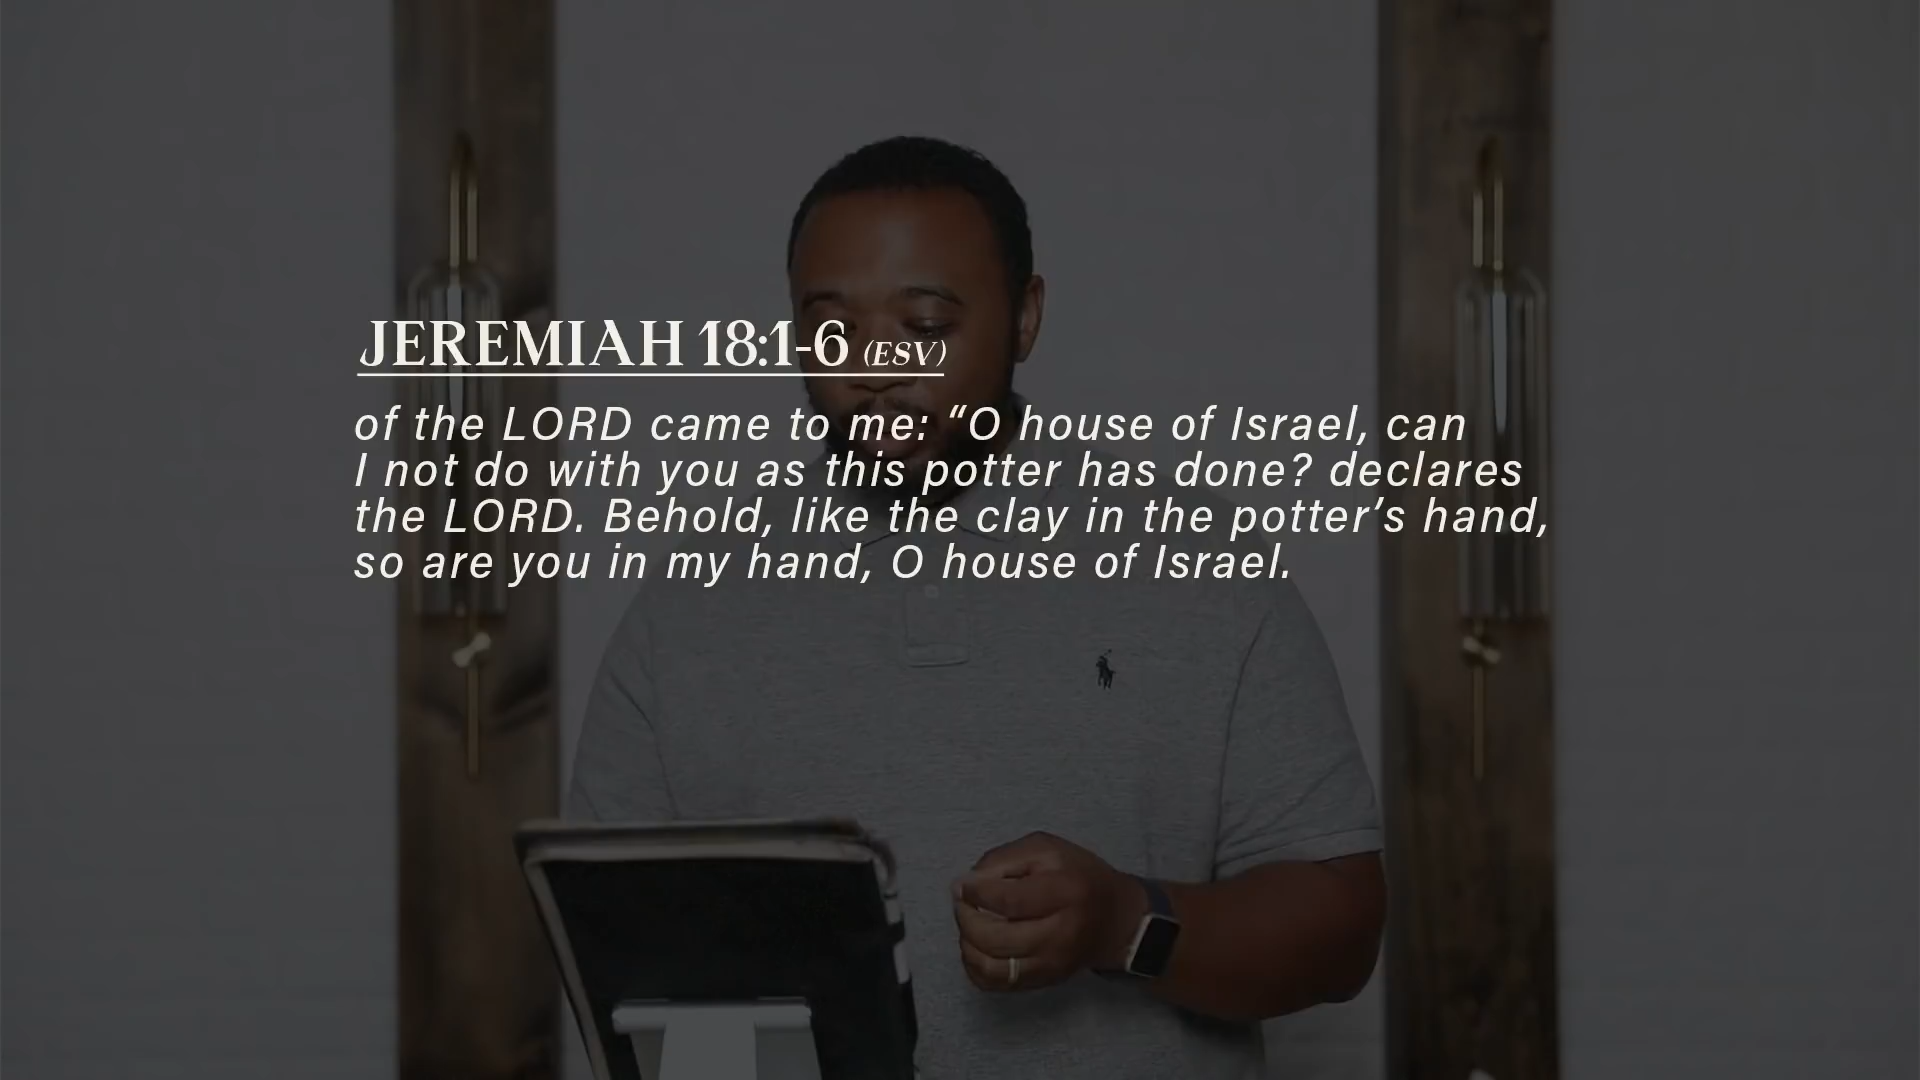 JEREMIAH 18:1-6 (ESV)
of the LORD came to me: “O house of Israel, can
I not do with you as this potter has done? declares
the LORD. Behold, like the clay in the potter’s hand,
so are you in my hand, O house of Israel.